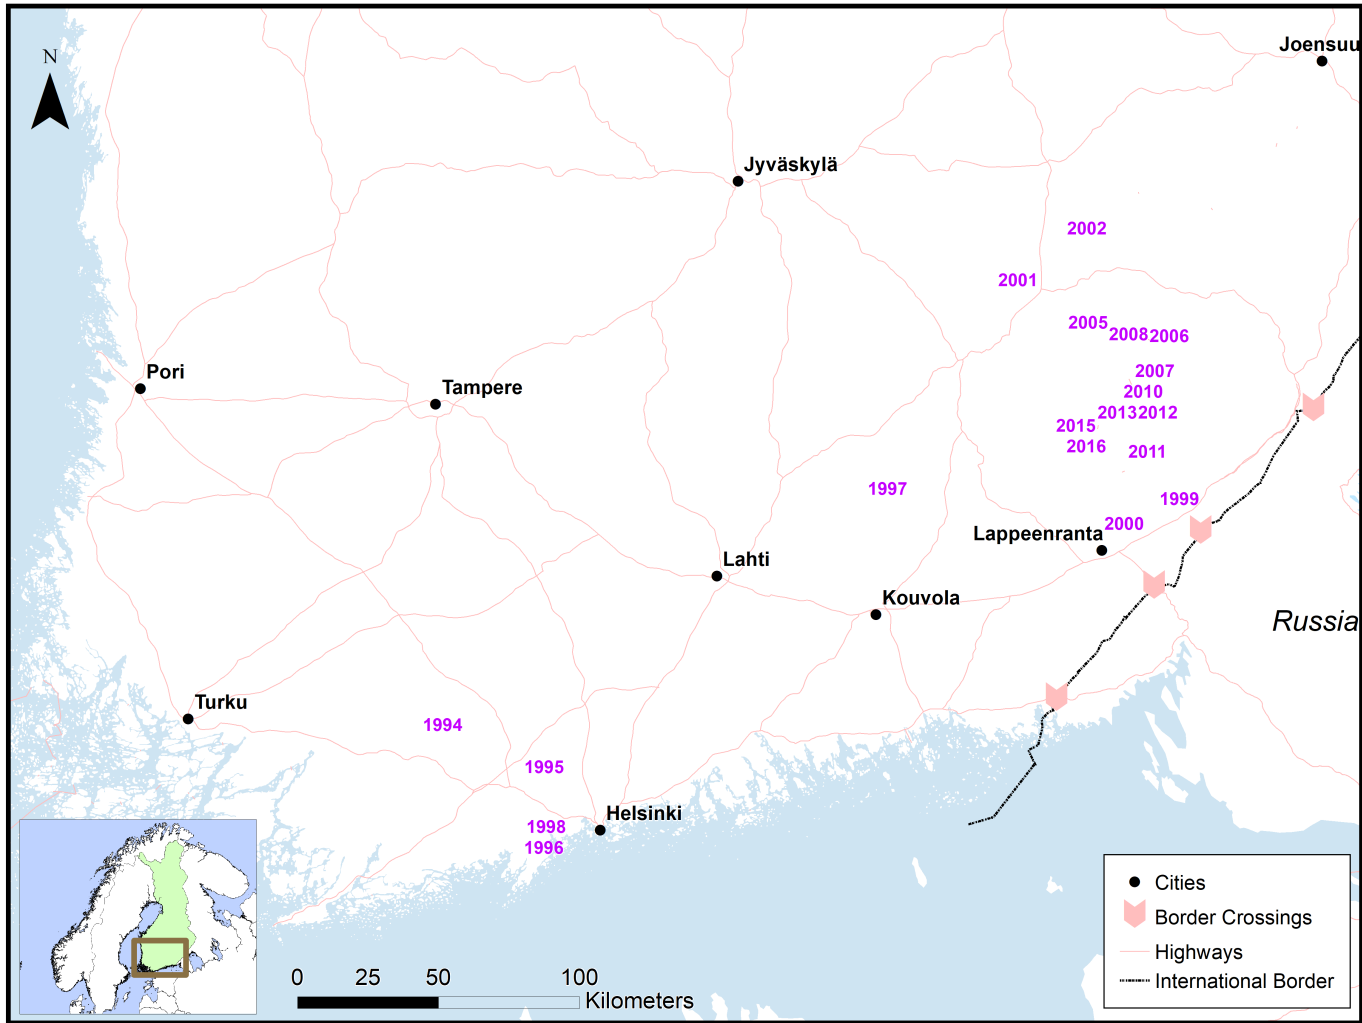 Joensuu
N
Jyväskylä
2002
2001
2005
2008
2006
2007
2010
2013
2012
2015
2016
2011
Pori
Tampere
1997
1999
2000
Lappeenranta
Lahti
Kouvola
Russia
Turku
1994
1995
Helsinki
1998
1996
Cities
Border Crossings
Highways
International Border
0 25 50 100
Kilometers